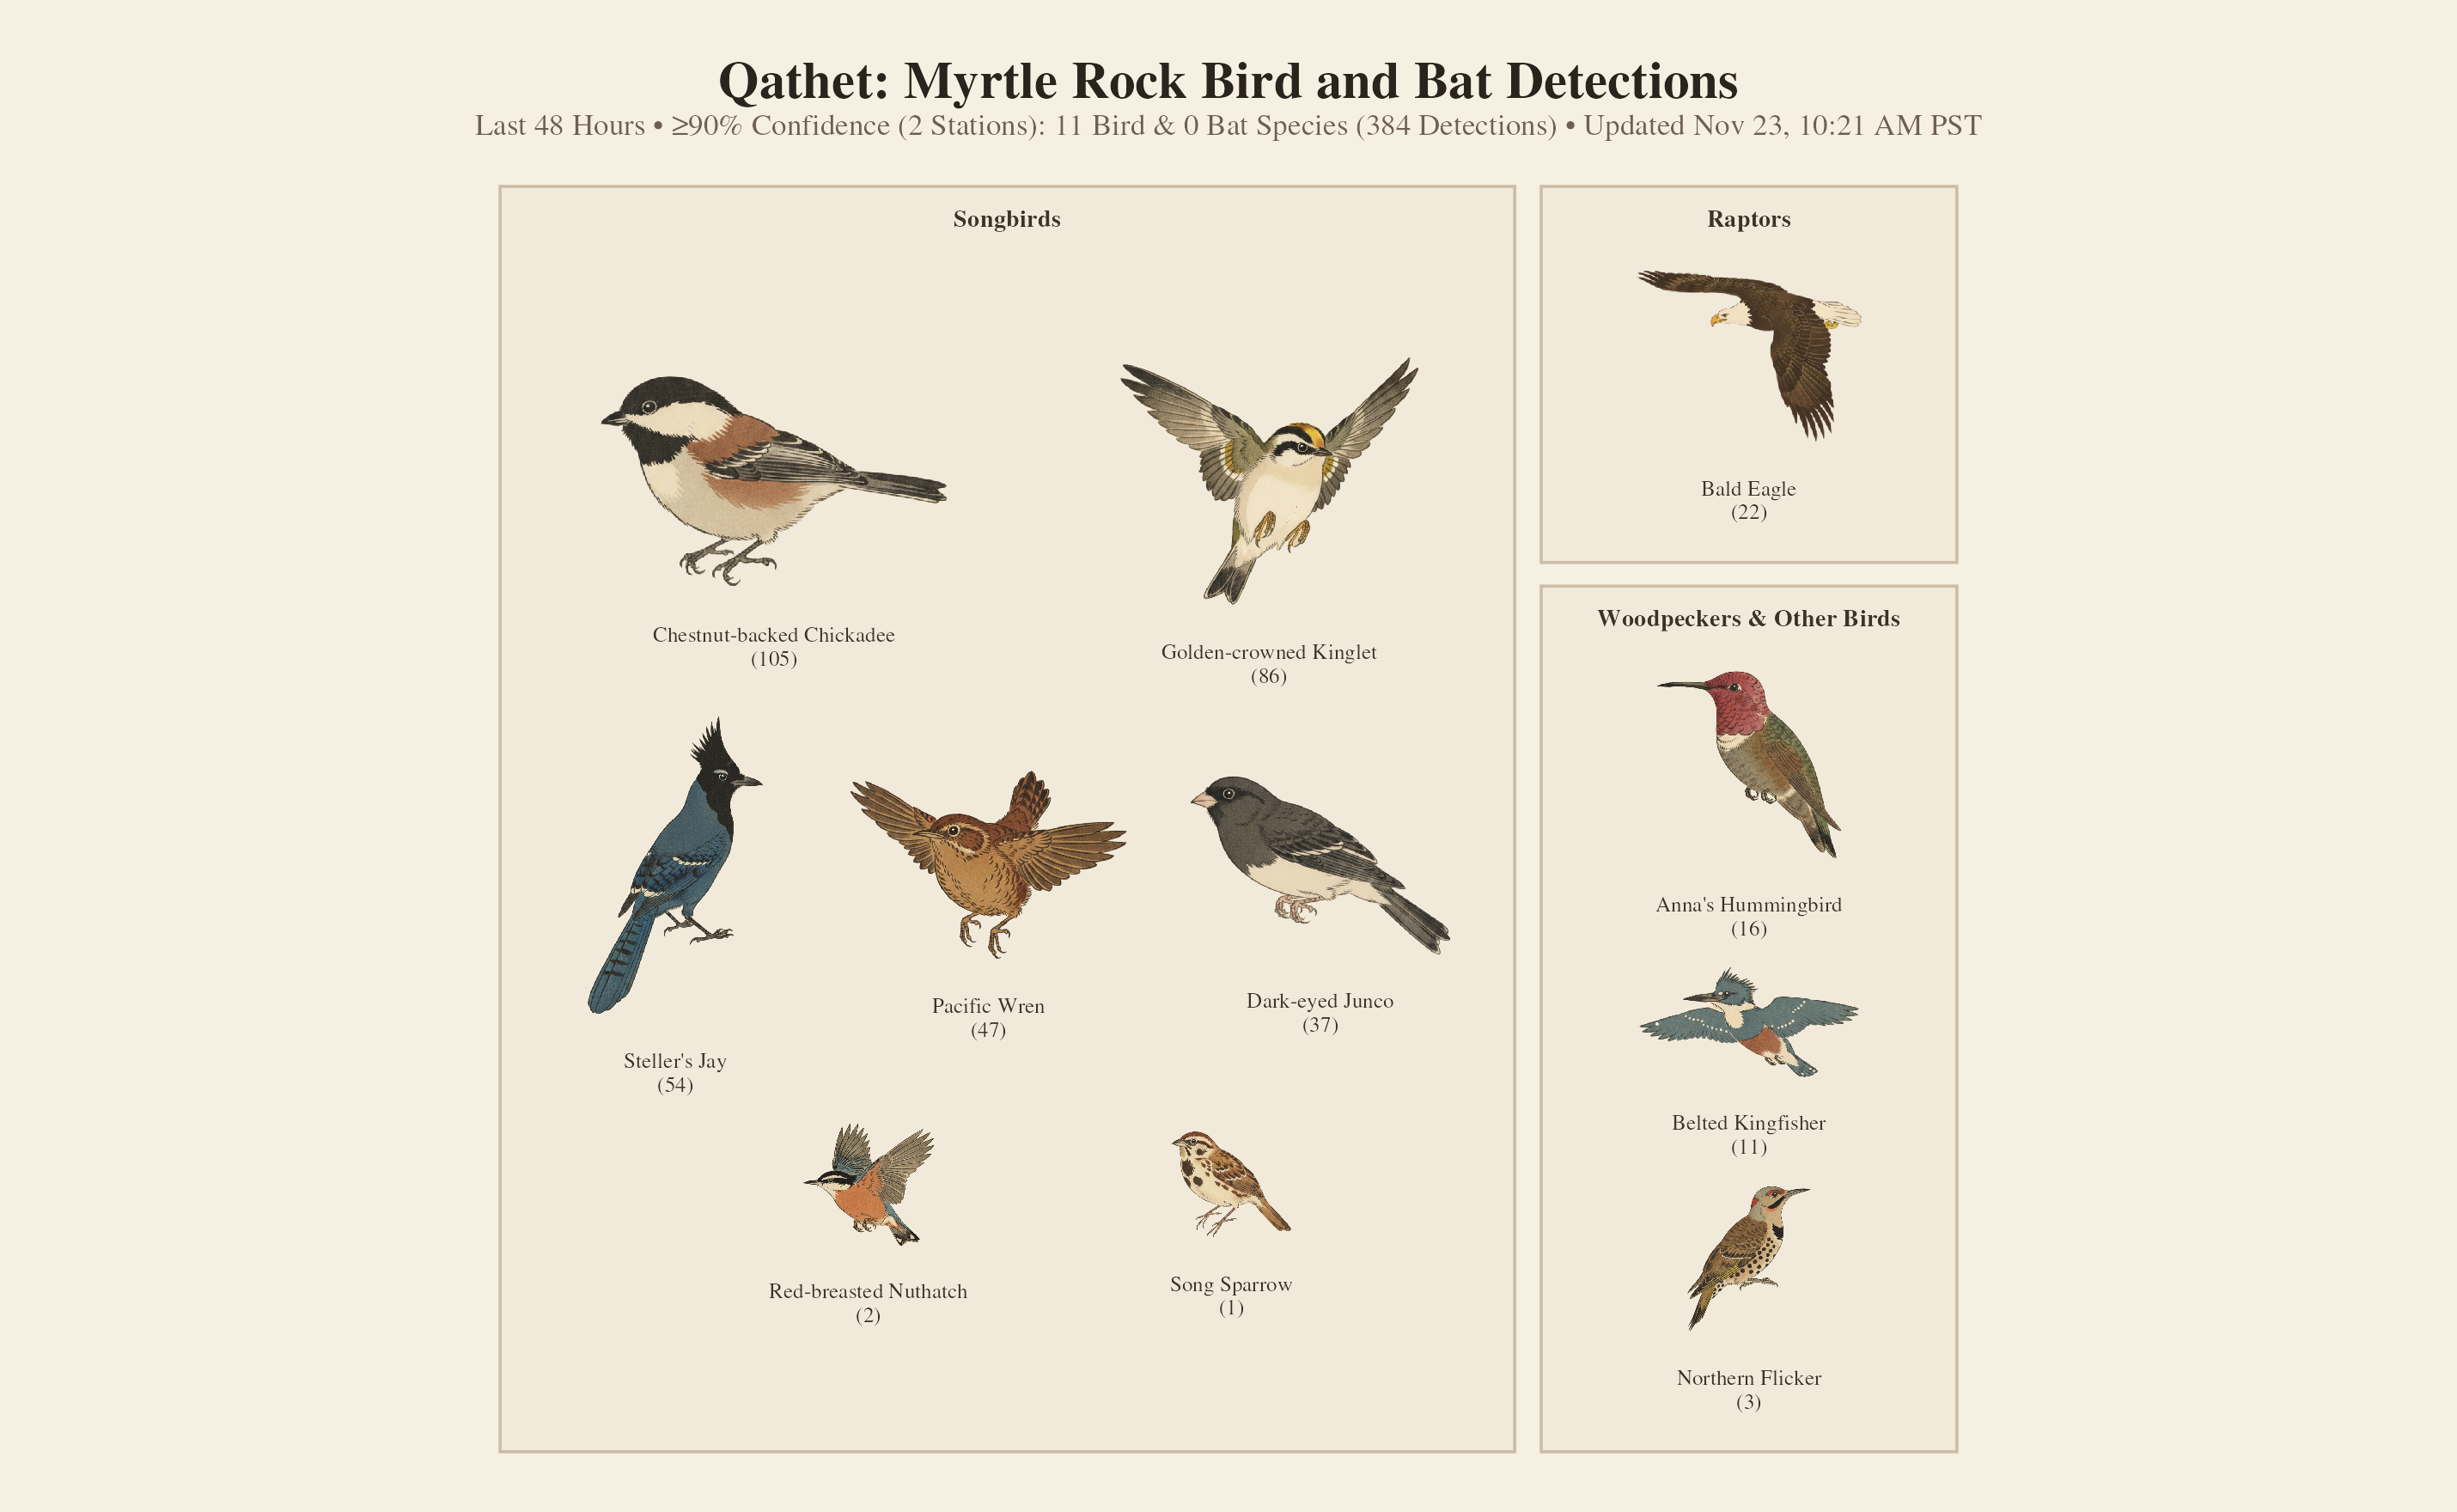 Qathet: Myrtle Rock Bird and Bat Detections
Last 48 Hours • ≥90% Confidence (2 Stations): 11 Bird & 0 Bat Species (384 Detections) • Updated Nov 23, 10:21 AM PST
Songbirds
Chestnut-backed Chickadee
(105)
Golden-crowned Kinglet
(86)
Steller's Jay
(54)
Pacific Wren
(47)
Dark-eyed Junco
(37)
Red-breasted Nuthatch
(2)
Song Sparrow
(1)
Raptors
Bald Eagle
(22)
Woodpeckers & Other Birds
Anna's Hummingbird
(16)
Belted Kingfisher
(11)
Northern Flicker
(3)